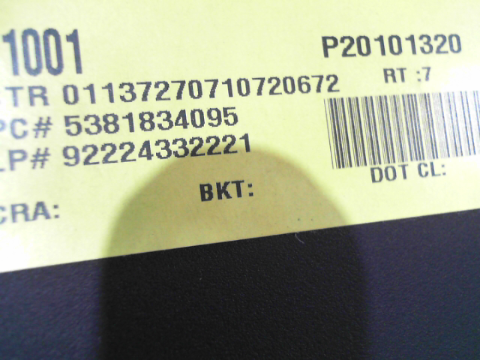 1001
P20101320
TR 01137270710720672
RT :7
PC# 5381834095
LP# 92224332221
DOT CL:
BKT:
CRA: